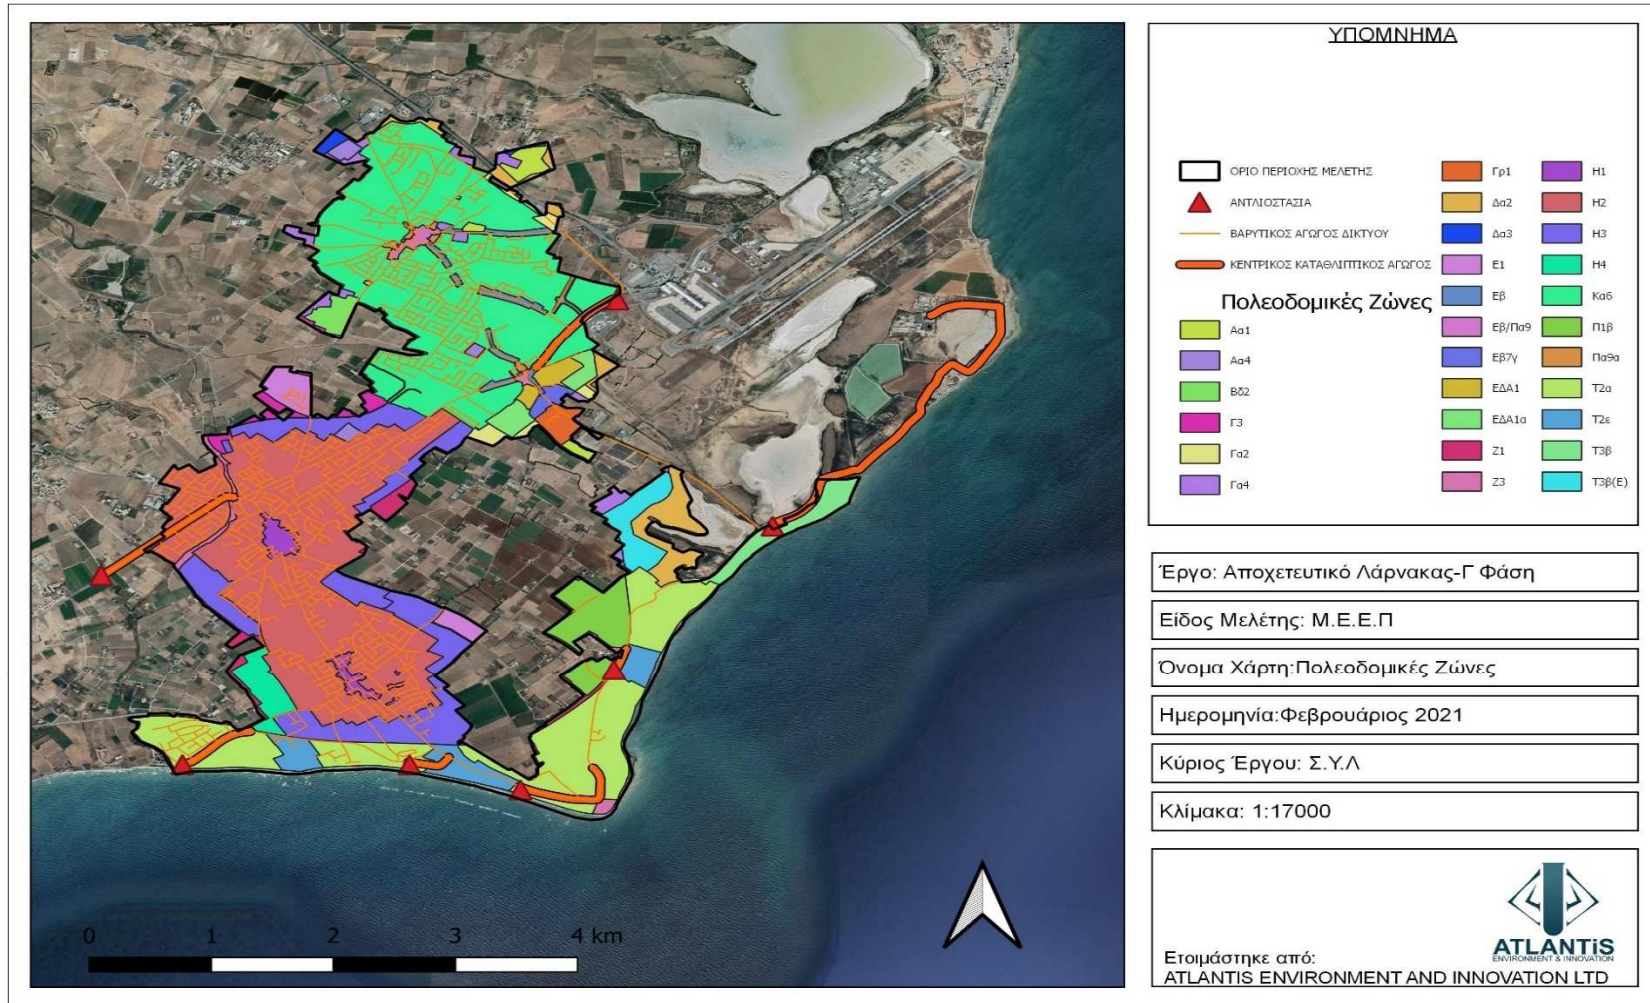 ΥΠΟΜΝΗΜΑ
ΟΡΙΟ ΠΕΡΙΟΧΗΣ ΜΕΛΕΤΗΣ
ΑΝΤΛΙΟΣΤΑΣΙΑ
ΒΑΡΥΤΙΚΟΣ ΑΓΩΓΟΣ ΔΙΚΤΥΟΥ
ΚΕΝΤΡΙΚΟΣ ΚΑΤΑΘΛΙΠΤΙΚΟΣ ΑΓΩΓΟΣ
Πολεοδομικές Ζώνες
Αα1
Αα4
Βδ2
Γ3
Γα2
Γα4
Γρ1
Δα2
Δα3
Ε1
Εβ
Εβ/Πα9
Εβ7γ
ΕΔΑ1
ΕΔΑ1α
Ζ1
Ζ3
Η1
Η2
Η3
Η4
Κα6
Π1β
Πα9α
Τ2α
Τ2ε
Τ3β
Τ3β(Ε)
Έργο: Αποχετευτικό Λάρνακας-Γ Φάση
Είδος Μελέτης: Μ.Ε.Ε.Π
Όνομα Χάρτη:Πολεοδομικές Ζώνες
Ημερομηνία:Φεβρουάριος 2021
Κύριος Έργου: Σ.Υ.Λ
Κλίμακα: 1:17000
ATLANTiS
ENVIRONMENT & INNOVATION
Ετοιμάστηκε από:
ATLANTIS ENVIRONMENT AND INNOVATION LTD
0 1 2 3 4 km